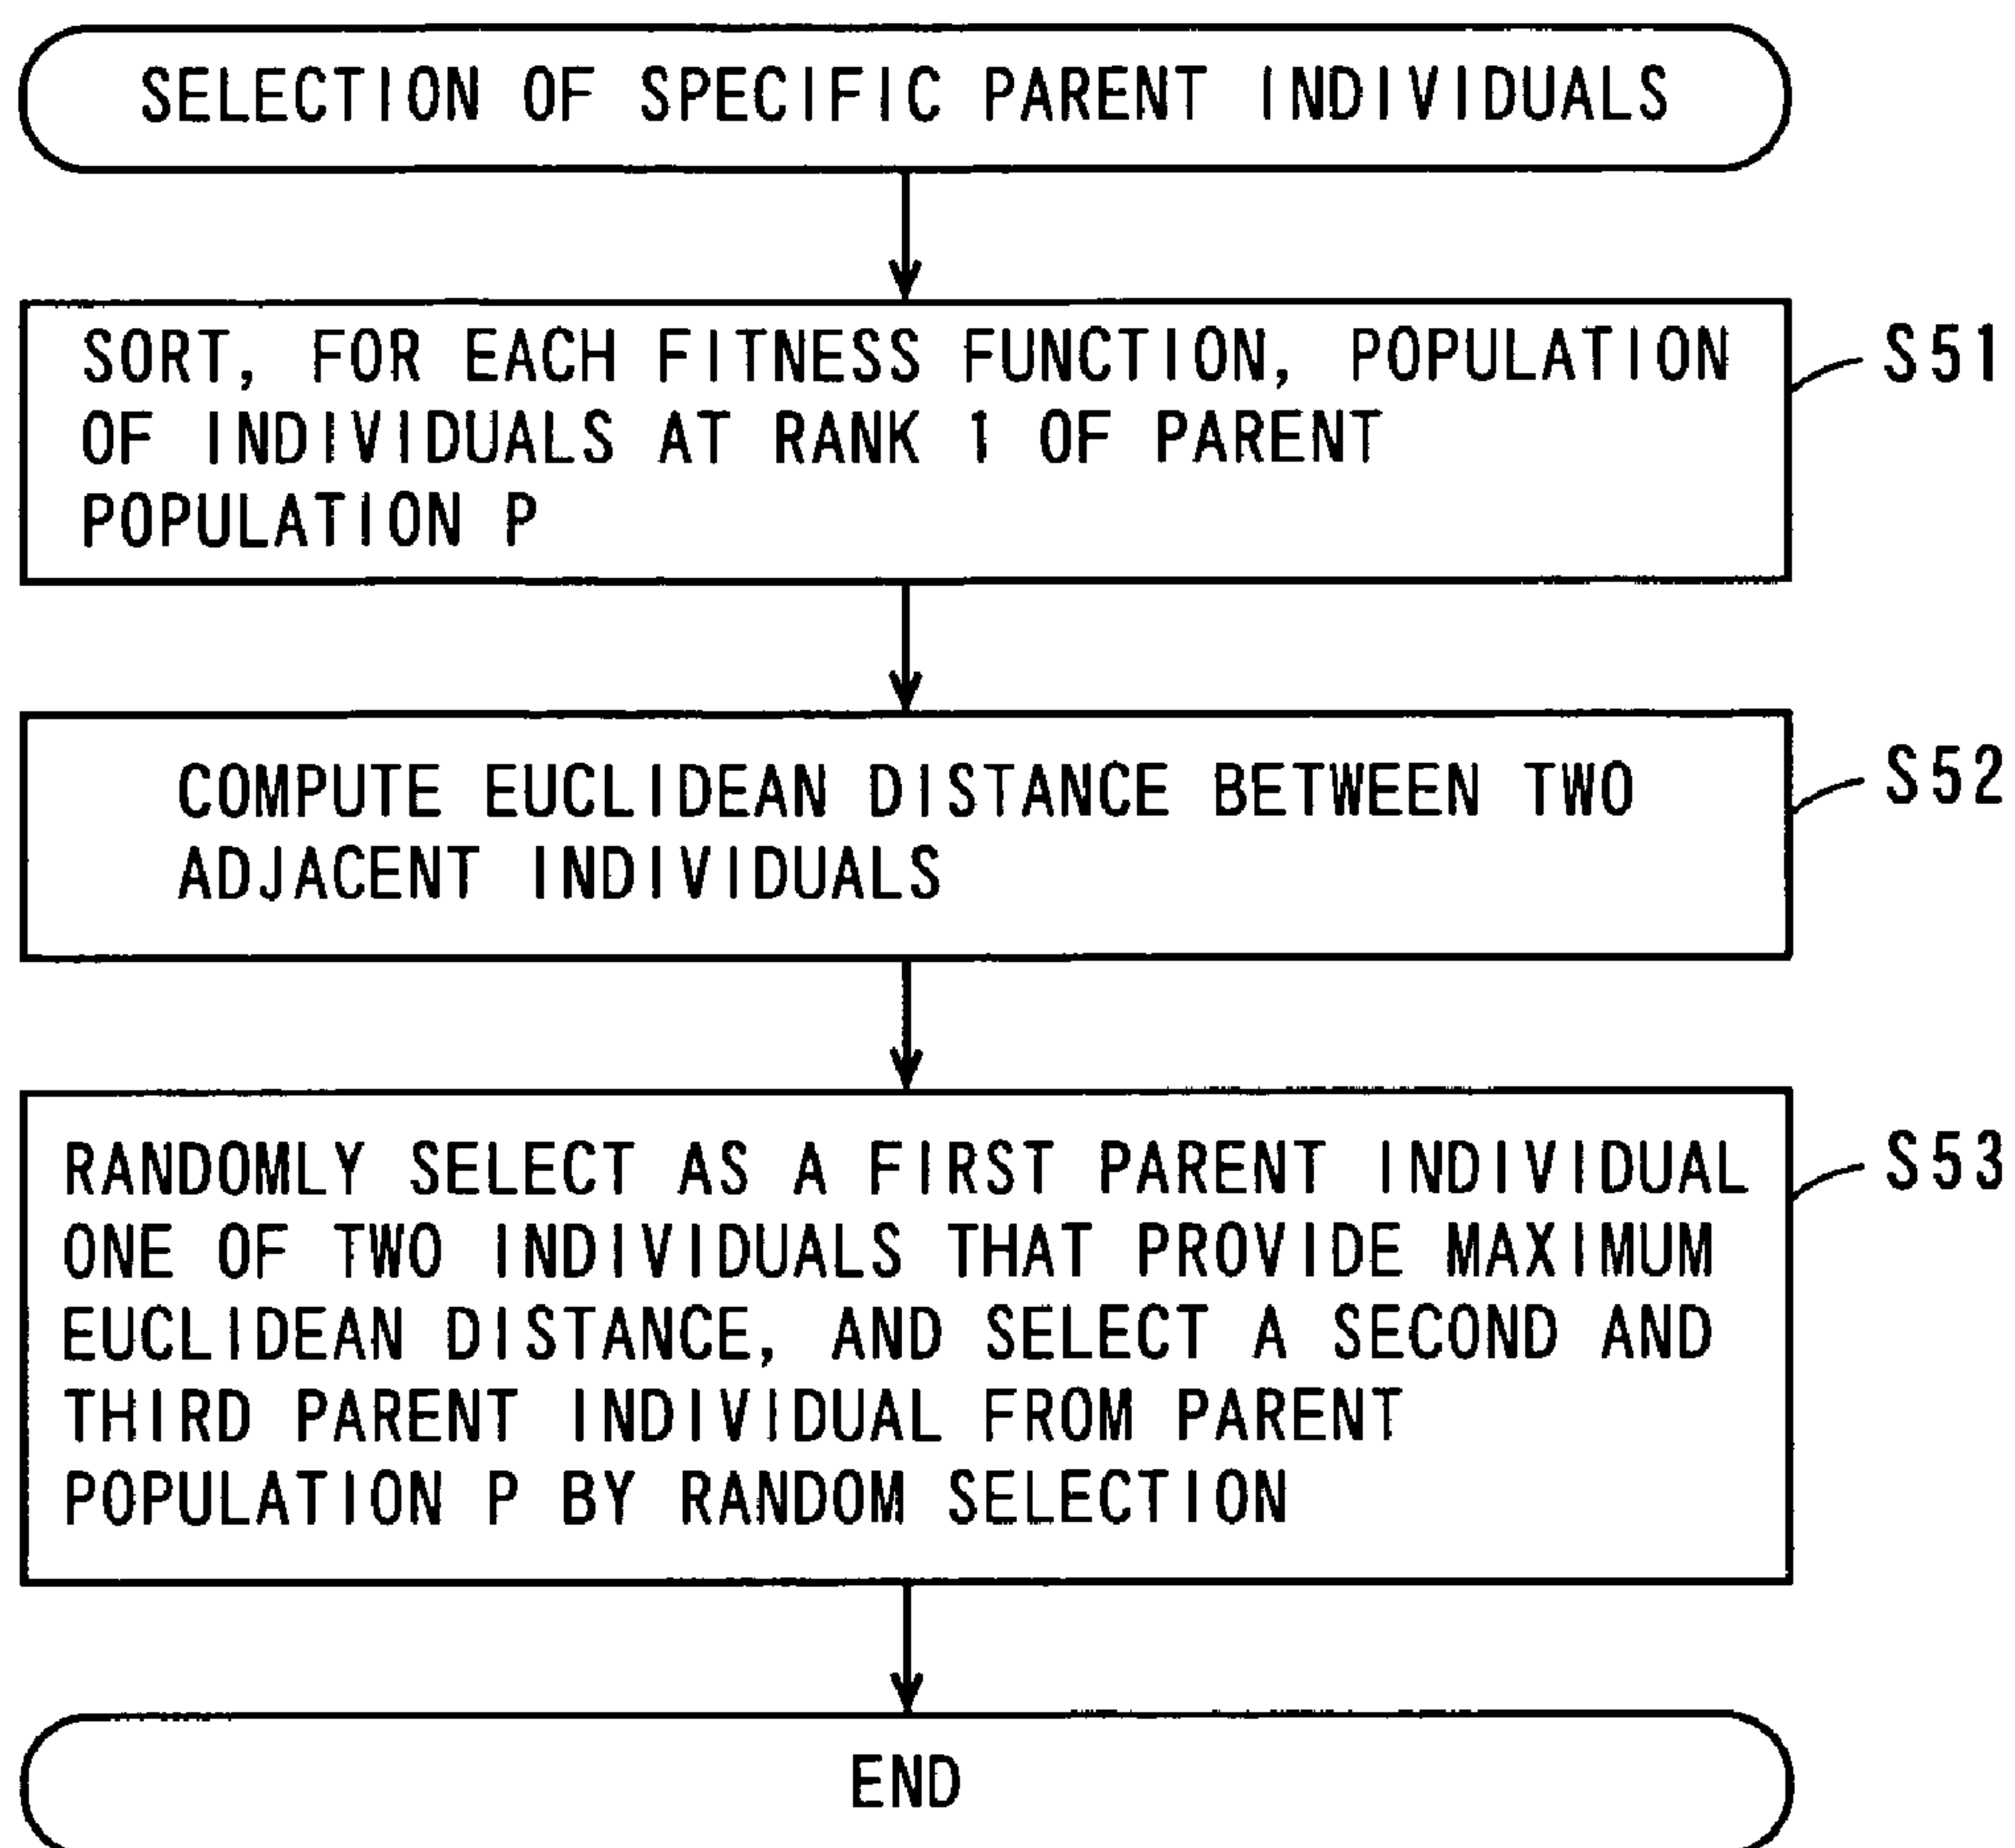 SELECTION OF SPECIFIC PARENT INDIVIDUALS
SORT, FOR EACH FITNESS FUNCTION, POPULATION
OF INDIVIDUALS AT RANK 1 OF PARENT
POPULATION P
S51
COMPUTE EUCLIDEAN DISTANCE BETWEEN TWO
ADJACENT INDIVIDUALS
S52
RANDOMLY SELECT AS A FIRST PARENT INDIVIDUAL
ONE OF TWO INDIVIDUALS THAT PROVIDE MAXIMUM
EUCLIDEAN DISTANCE, AND SELECT A SECOND AND
THIRD PARENT INDIVIDUAL FROM PARENT
POPULATION P BY RANDOM SELECTION
S53
END